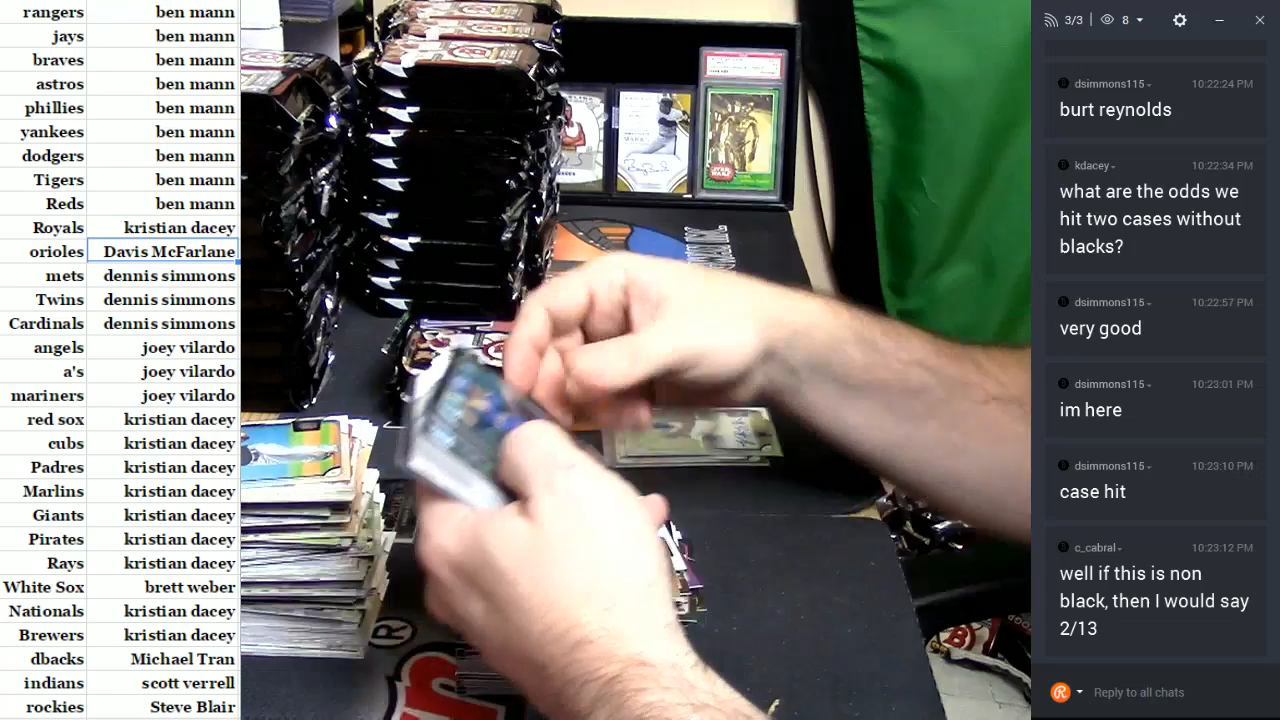 rangers ben mann
jays ben mann
braves ben mann
astros ben mann
phillies ben mann
yankees ben mann
dodgers ben mann
Tigers ben mann
Reds ben mann
Royals kristian dacey
orioles Davis McFarlane
mets dennis simmons
Twins dennis simmons
Cardinals dennis simmons
angels joey vilardo
a's joey vilardo
mariners joey vilardo
red sox kristian dacey
cubs kristian dacey
Padres kristian dacey
Marlins kristian dacey
Giants kristian dacey
Pirates kristian dacey
Rays kristian dacey
White Sox brett weber
Nationals kristian dacey
Brewers kristian dacey
dbacks Michael Tran
indians scott verrell
rockies Steve Blair
STAR
WARS
3/3 8
dsimmons115 10:22:24 PM
burt reynolds
kdacey 10:22:34 PM
what are the odds we
hit two cases without
blacks?
dsimmons115 10:22:57 PM
very good
dsimmons115 10:23:01 PM
im here
dsimmons115 10:23:10 PM
case hit
c_cabral 10:23:12 PM
well if this is non
black, then I would say
2/13
Reply to all chats